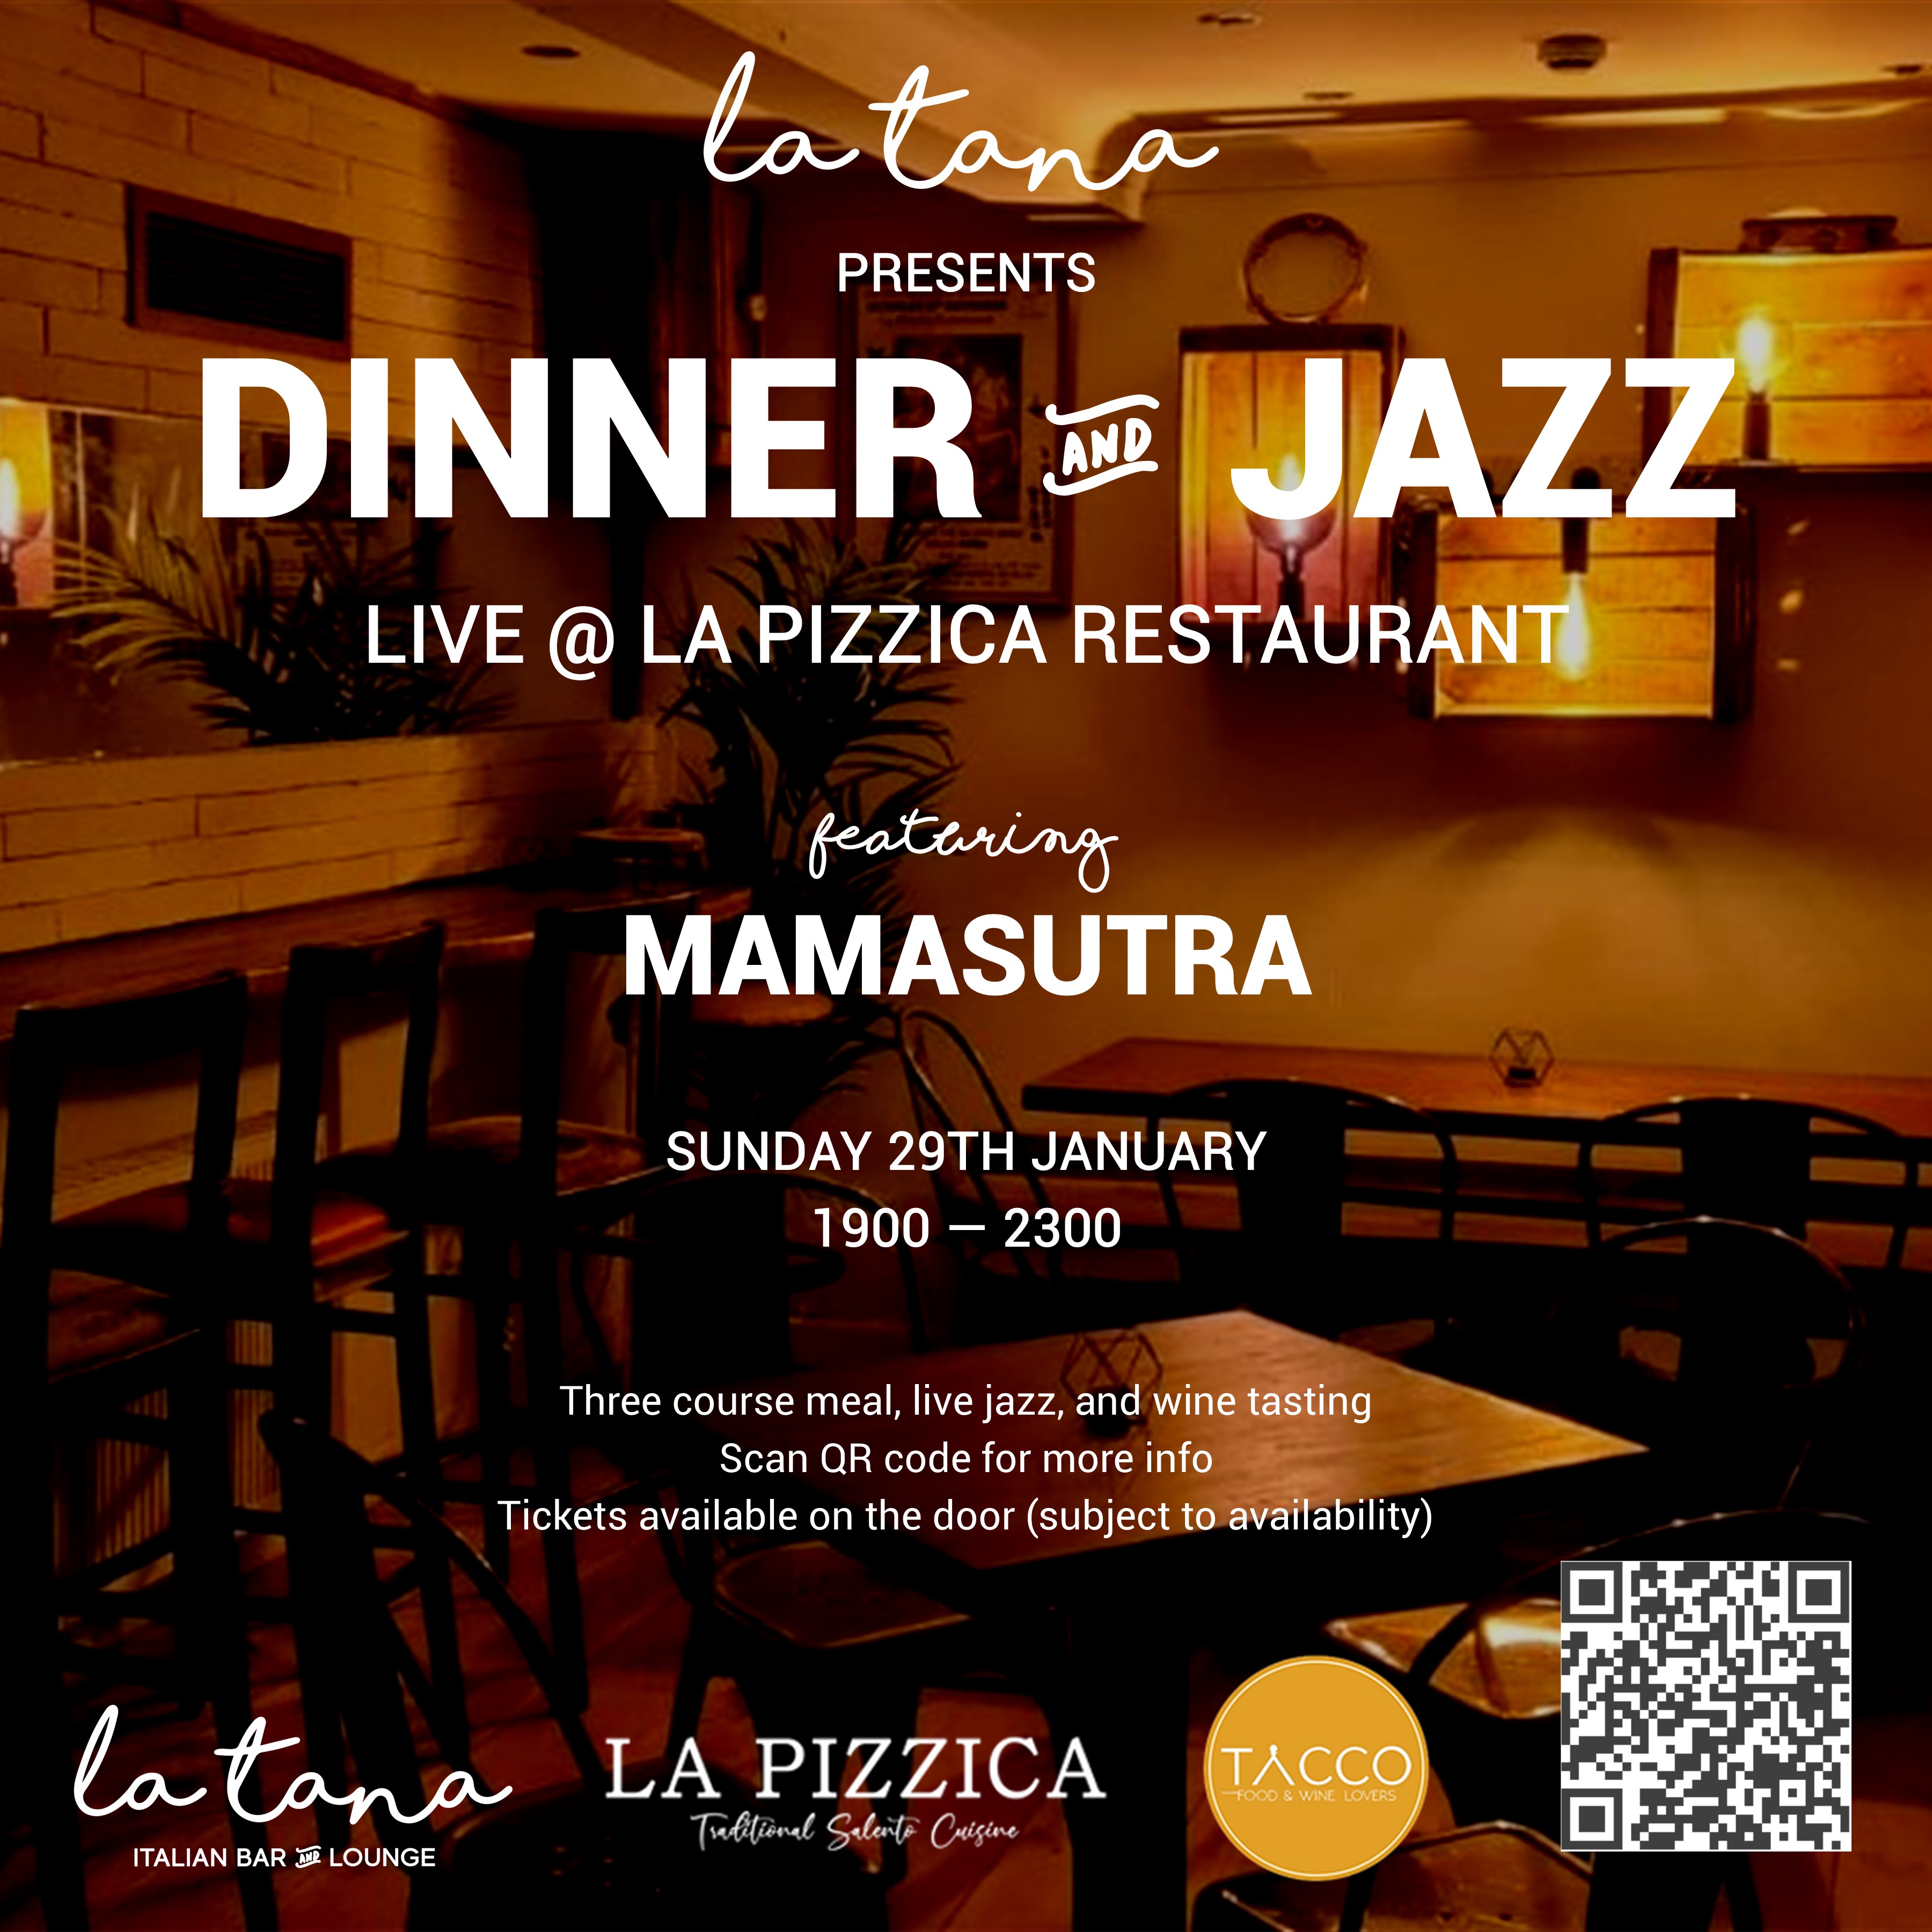 la tana
PRESENTS
DINNER AND JAZZ
LIVE @ LA PIZZICA RESTAURANT
featuring
MAMASUTRA
SUNDAY 29TH JANUARY
1900 — 2300
Three course meal, live jazz, and wine tasting
Scan QR code for more info
Tickets available on the door (subject to availability)
la tana
ITALIAN BAR AND LOUNGE
LA PIZZICA
Traditional Salento Cuisine
TACCO
FOOD & WINE LOVERS